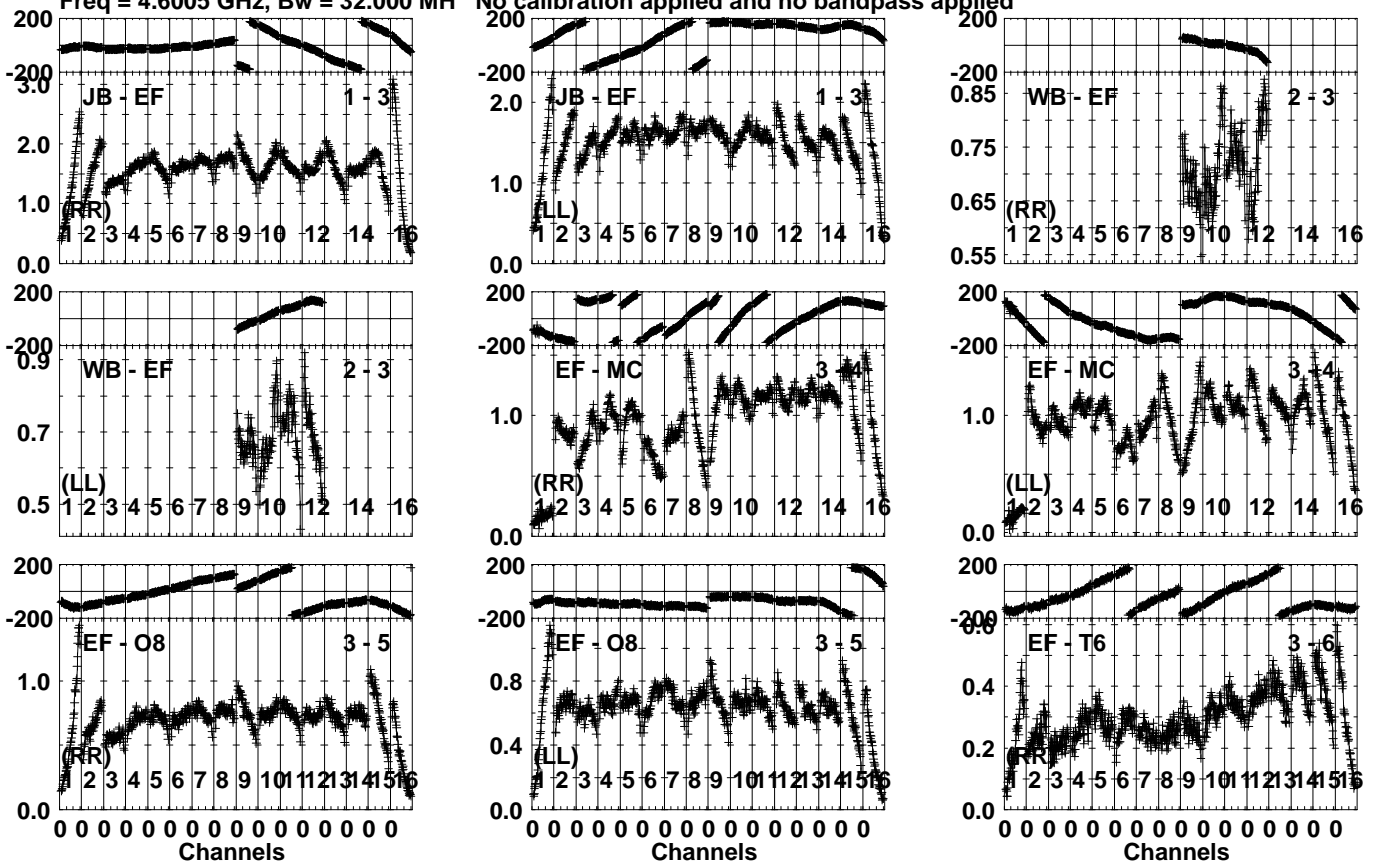 Freq = 4.6005 GHz, Bw = 32.000 MH No calibration applied and no bandpass applied
200
-200
3.0
2.0
1.0
0.0
JB - EF 1 - 3
(RR)
1 2 3 4 5 6 7 8 9 10 12 14 16
200
-200
2.0
1.0
0.0
JB - EF 1 - 3
(LL)
1 2 3 4 5 6 7 8 9 10 12 14 16
200
-200
0.85
0.75
0.65
0.55
WB - EF 2 - 3
(RR)
1 2 3 4 5 6 7 8 9 10 12 14 16
200
-200
0.9
0.7
0.5
WB - EF 2 - 3
(LL)
1 2 3 4 5 6 7 8 9 10 12 14 16
200
-200
1.0
0.0
EF - MC 3 - 4
(RR)
1 2 3 4 5 6 7 8 9 10 12 14 16
200
-200
1.0
0.0
EF - MC 3 - 4
(LL)
1 2 3 4 5 6 7 8 9 10 12 14 16
200
-200
1.0
0.0
EF - O8 3 - 5
(RR)
2 3 4 5 6 7 8 9 10 11 12 13 14 15 16
0 0 0 0 0 0 0 0 0 0 0 0 0 0 0 0
Channels
200
-200
0.8
0.4
0.0
EF - O8 3 - 5
(LL)
1 2 3 4 5 6 7 8 9 10 11 12 13 14 15 16
0 0 0 0 0 0 0 0 0 0 0 0 0 0 0 0
Channels
200
-200
0.6
0.4
0.2
0.0
EF - T6 3 - 6
(RR)
2 3 4 5 6 7 8 9 10 11 12 13 14 15 16
0 0 0 0 0 0 0 0 0 0 0 0 0 0 0 0
Channels